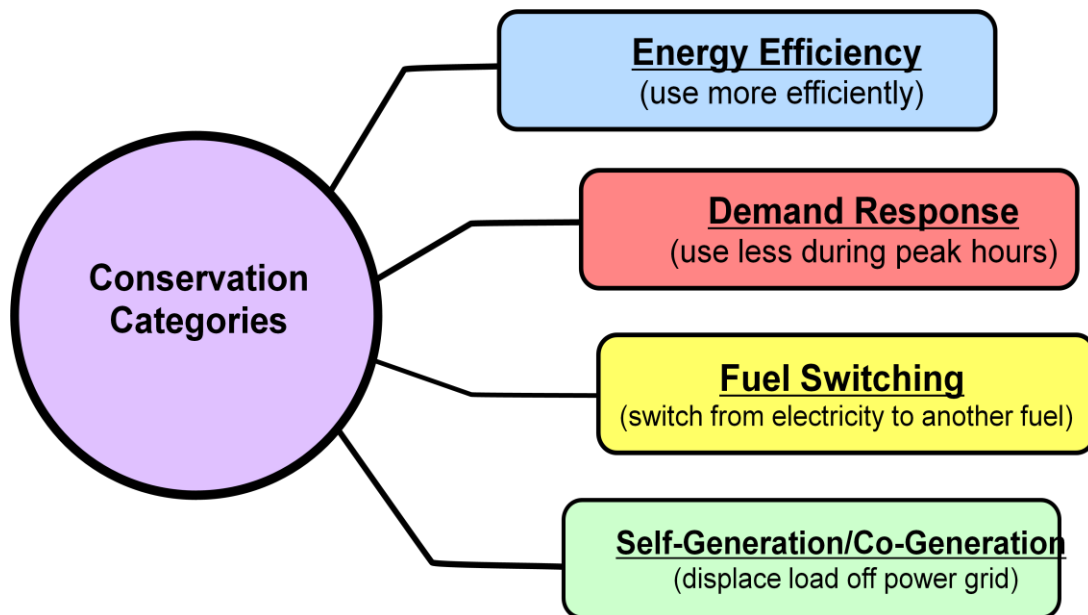 Energy Efficiency
(use more efficiently)
Demand Response
(use less during peak hours)
Conservation
Categories
Fuel Switching
(switch from electricity to another fuel)
Self-Generation/Co-Generation
(displace load off power grid)